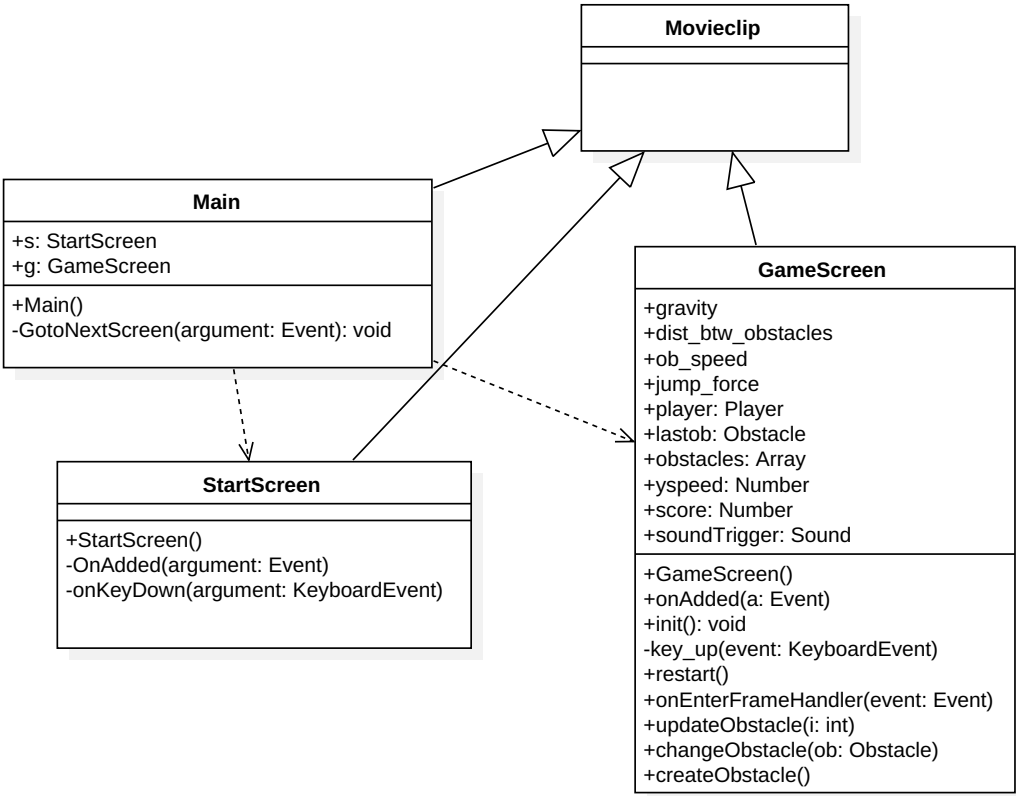 Movieclip
Main
+s: StartScreen
+g: GameScreen
+Main()
-GotoNextScreen(argument: Event): void
GameScreen
+gravity
+dist_btw_obstacles
+ob_speed
+jump_force
+player: Player
+lastob: Obstacle
+obstacles: Array
+yspeed: Number
+score: Number
+soundTrigger: Sound
+GameScreen()
+onAdded(a: Event)
+init(): void
-key_up(event: KeyboardEvent)
+restart()
+onEnterFrameHandler(event: Event)
+updateObstacle(i: int)
+changeObstacle(ob: Obstacle)
+createObstacle()
StartScreen
+StartScreen()
-OnAdded(argument: Event)
-onKeyDown(argument: KeyboardEvent)